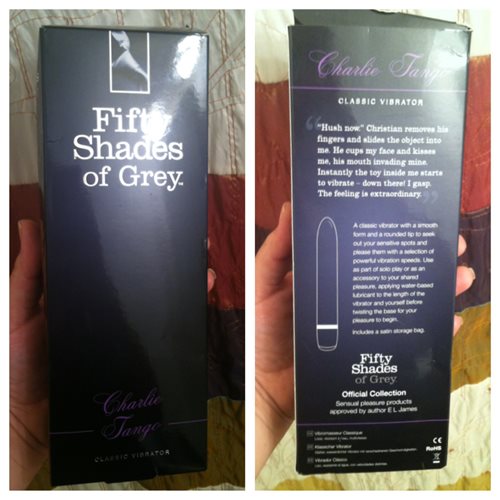 Fifty
Shades
of Grey™
Charlie
Tango
CLASSIC VIBRATOR
Charlie Tango
CLASSIC VIBRATOR
“Hush now.” Christian removes his
fingers and slides the object into
me. He cups my face and kisses
me, his mouth invading mine.
Instantly the toy inside me starts
to vibrate – down there! I gasp.
The feeling is extraordinary.
A classic vibrator with a smooth
form and a rounded tip to seek
out your sensitive spots and
please them with a selection of
powerful vibration speeds. Use
as part of solo play or as an
accessory to your shared
pleasure, applying water-based
lubricant to the length of the
vibrator and yourself before
twisting the base for your
pleasure to begin.
Includes a satin storage bag.
Fifty
Shades
of Grey
Official Collection
Sensual pleasure products
approved by author E L James
Vibromasseur Classique
Klassischer Vibrator
Vibrador Clásico
CE
RoHS